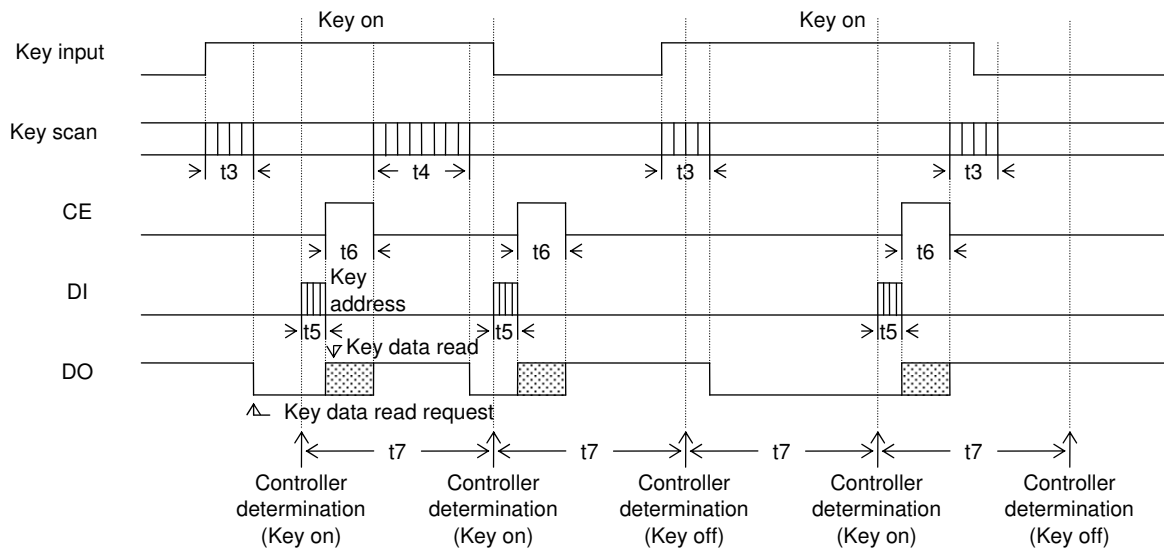 Key on
Key on
Key input
Key scan
t3
t4
t3
t3
CE
t6
t6
t6
DI
Key
address
t5
t5
t5
Key data read
DO
Key data read request
t7
t7
t7
t7
Controller
determination
(Key on)
Controller
determination
(Key on)
Controller
determination
(Key off)
Controller
determination
(Key on)
Controller
determination
(Key off)